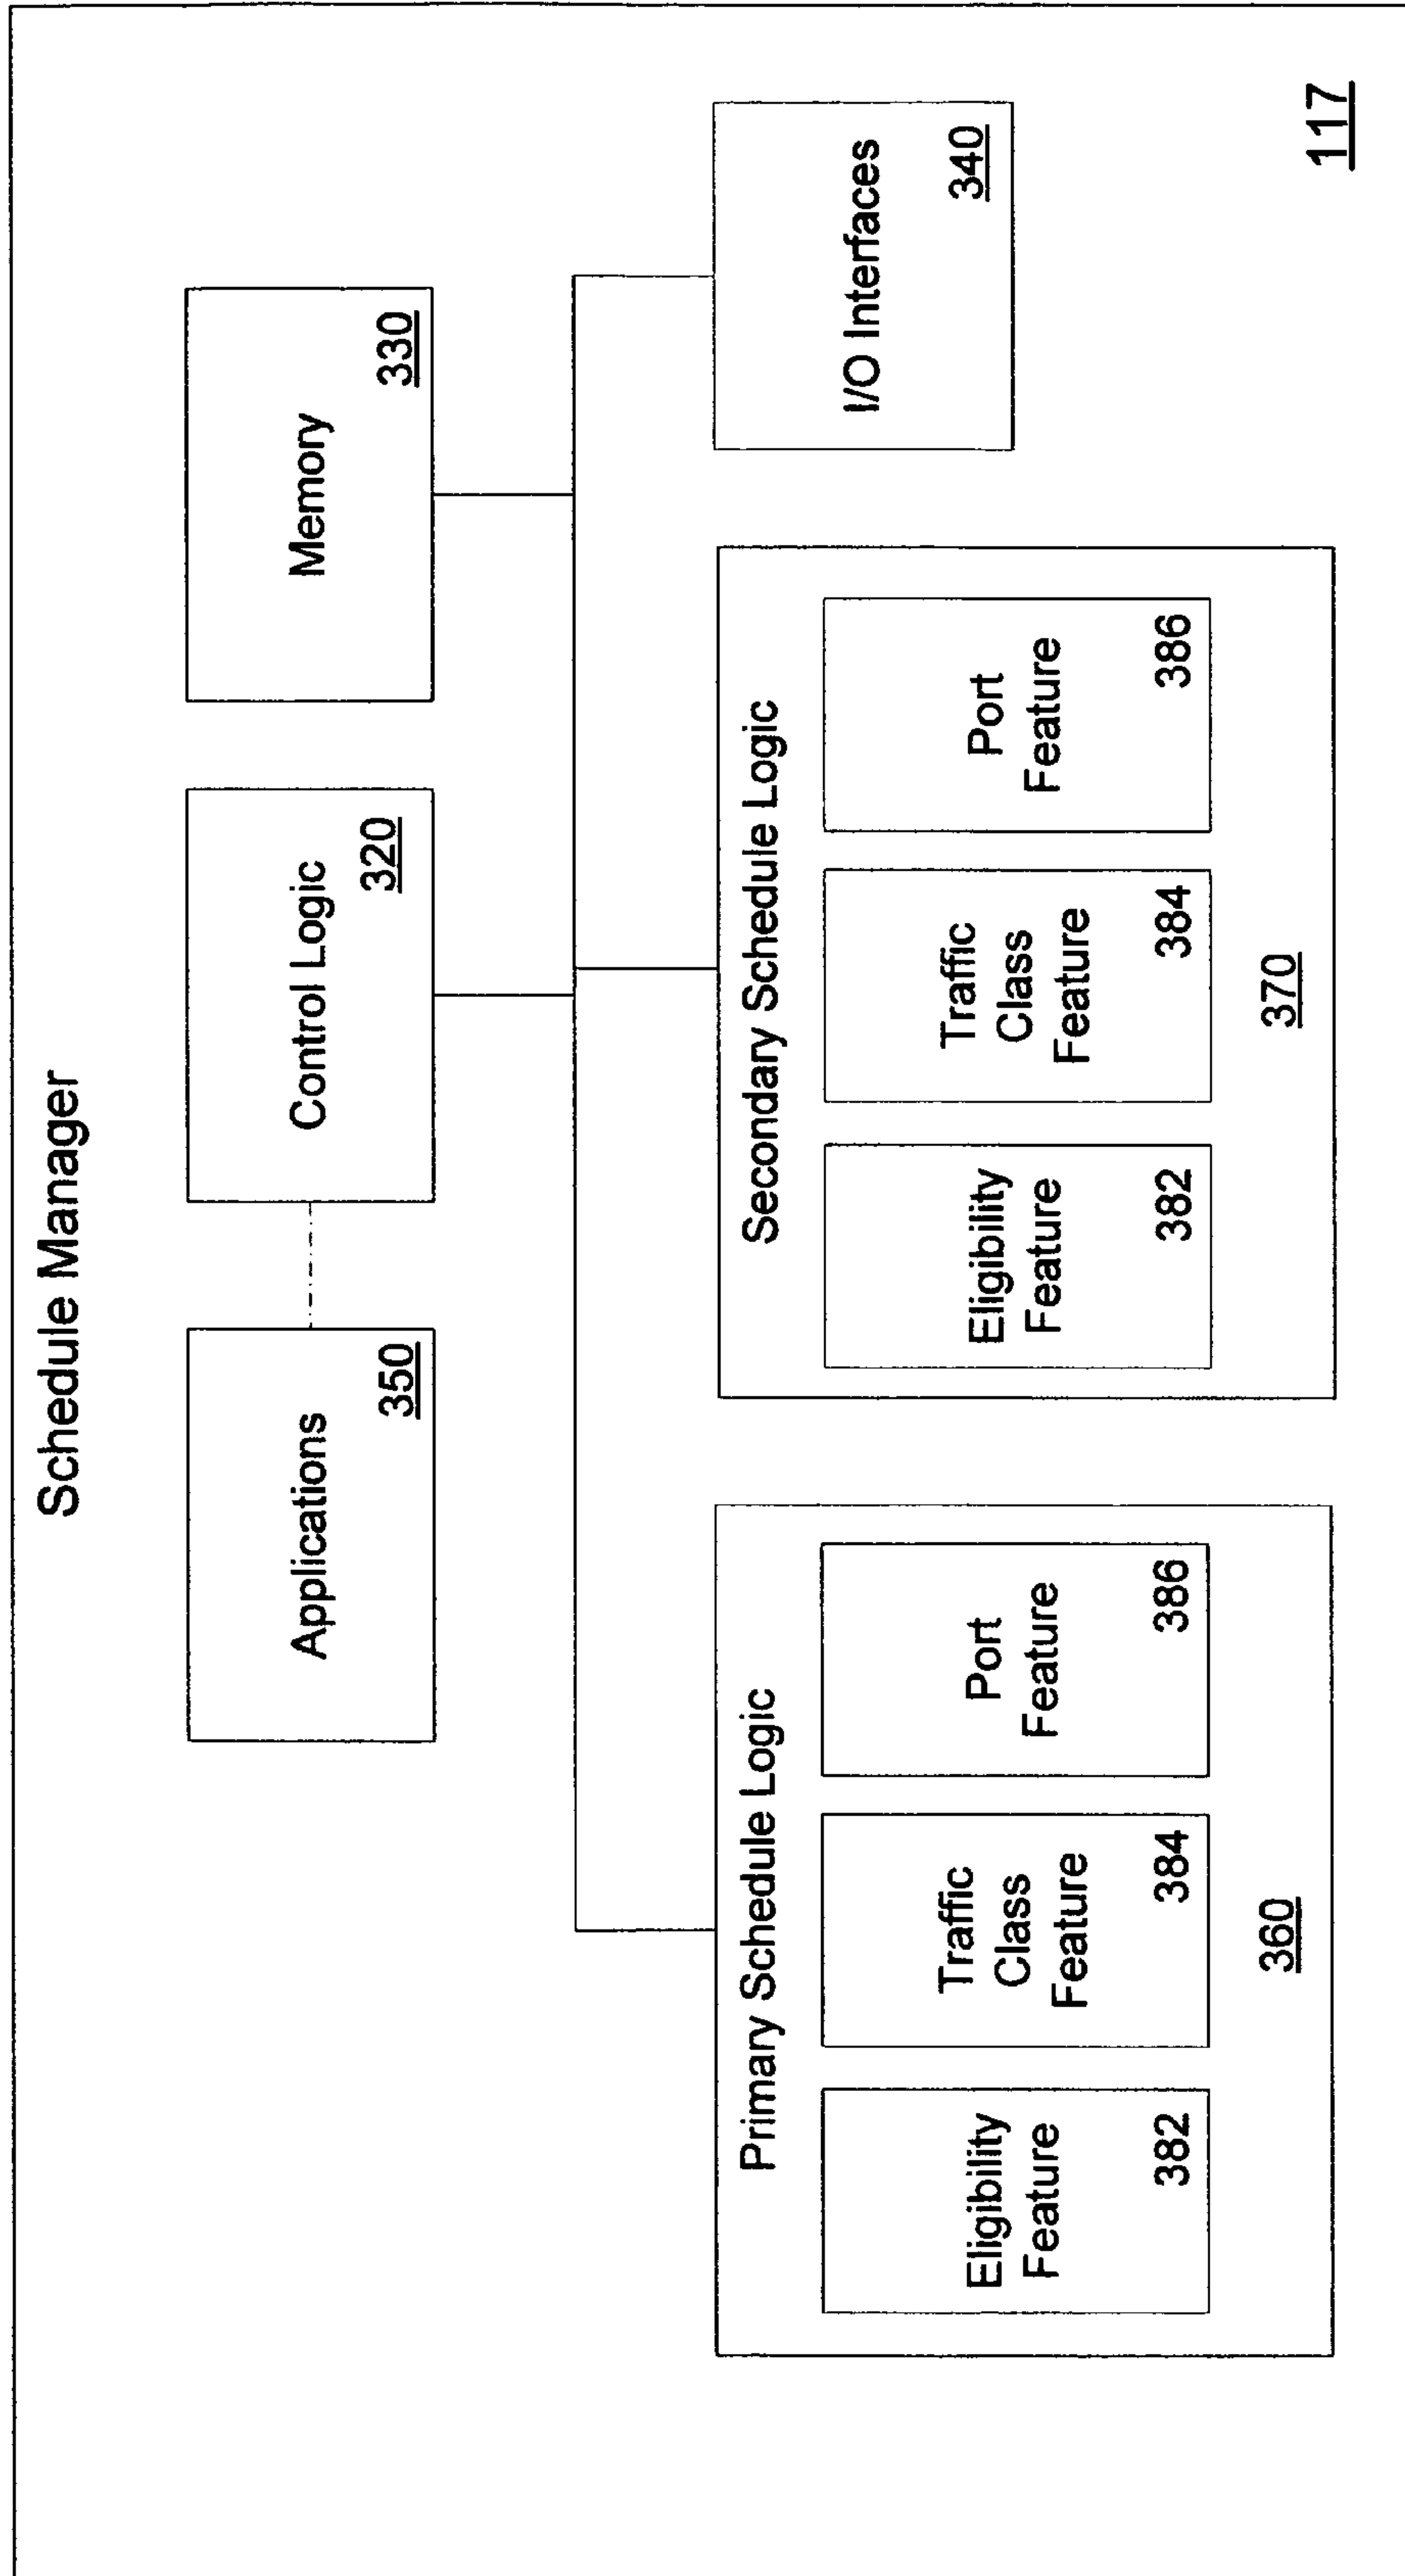 Schedule Manager
Applications
350
Control Logic
320
Memory
330
Primary Schedule Logic
Eligibility
Feature
382
Traffic
Class
Feature
384
Port
Feature
386
360
Secondary Schedule Logic
Eligibility
Feature
382
Traffic
Class
Feature
384
Port
Feature
386
370
I/O Interfaces
340
117